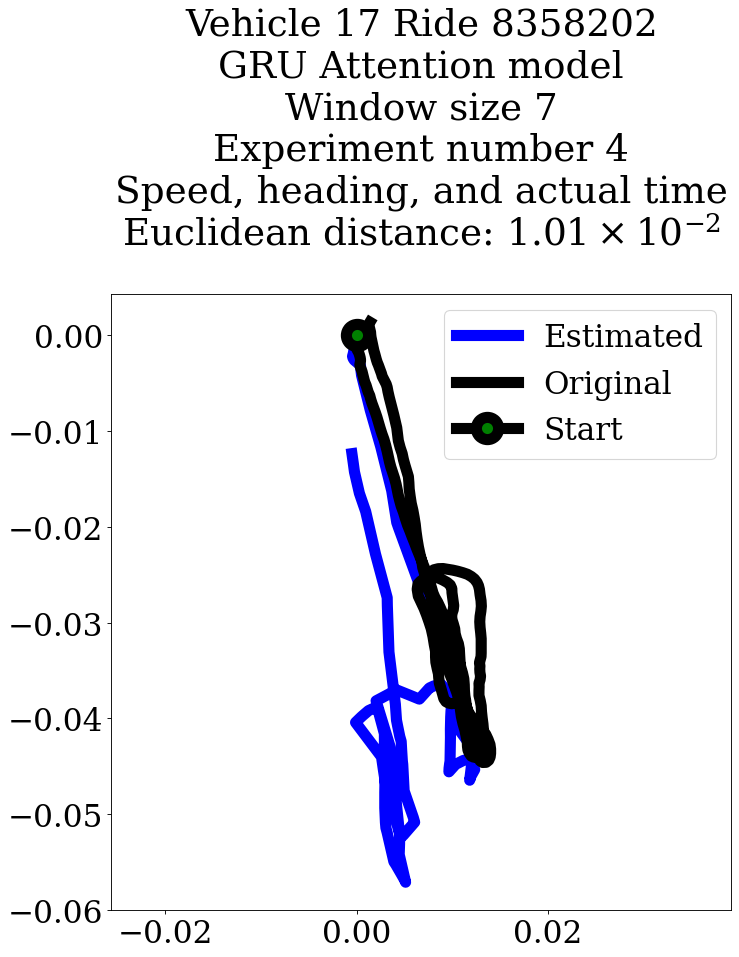 Vehicle 17 Ride 8358202
GRU Attention model
Window size 7
Experiment number 4
Speed, heading, and actual time
Euclidean distance: 1.01 × 10⁻²
Estimated
Original
Start
0.00
−0.01
−0.02
−0.03
−0.04
−0.05
−0.06
−0.02 0.00 0.02